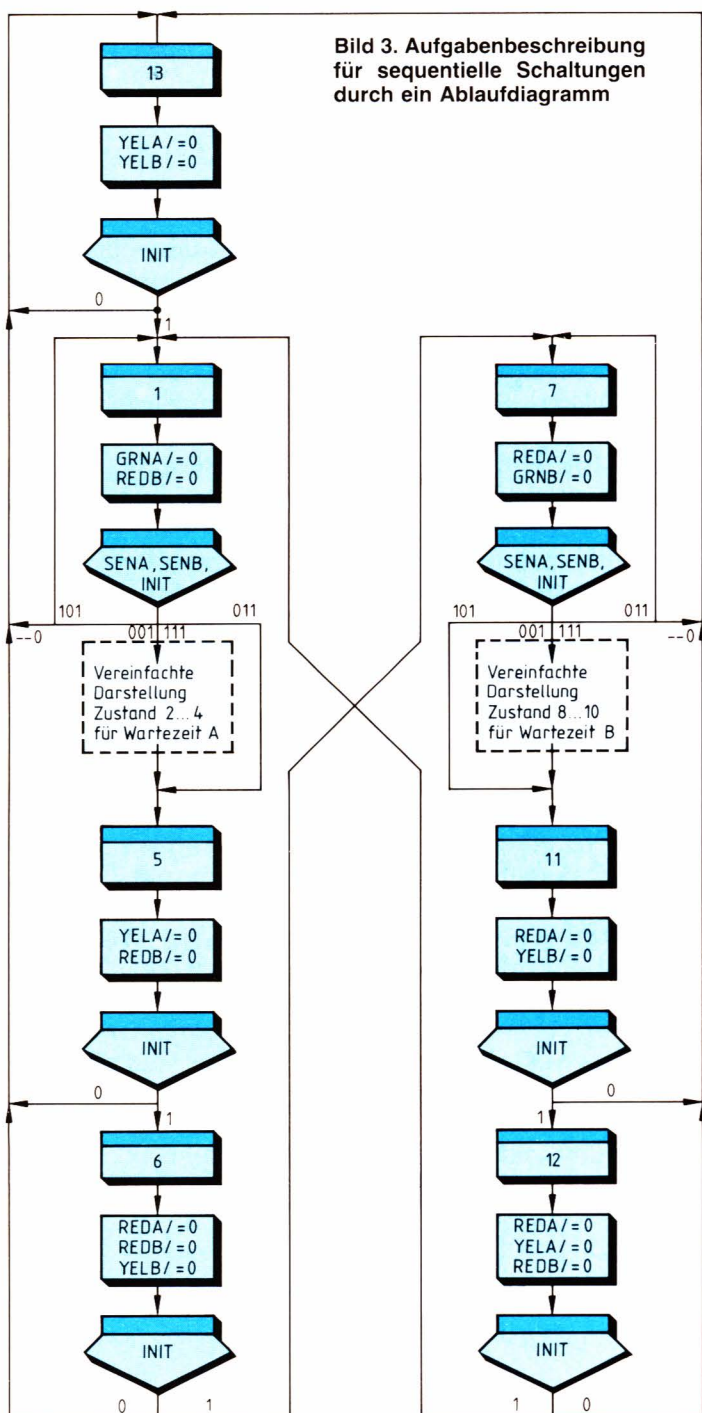 Bild 3. Aufgabenbeschreibung
für sequentielle Schaltungen
durch ein Ablaufdiagramm
13
YELA/=0
YELB/=0
INIT
0
1
1
GRNA/=0
REDB/=0
SENA, SENB,
INIT
101
011
--0
001
111
Vereinfachte
Darstellung
Zustand 2...4
für Wartezeit A
5
YELA/=0
REDB/=0
INIT
0
1
6
REDA/=0
REDB/=0
YELB/=0
INIT
0
1
7
REDA/=0
GRNB/=0
SENA, SENB,
INIT
101
011
001
111
--0
Vereinfachte
Darstellung
Zustand 8...10
für Wartezeit B
11
REDA/=0
YELB/=0
INIT
0
1
12
REDA/=0
YELA/=0
REDB/=0
INIT
1
0